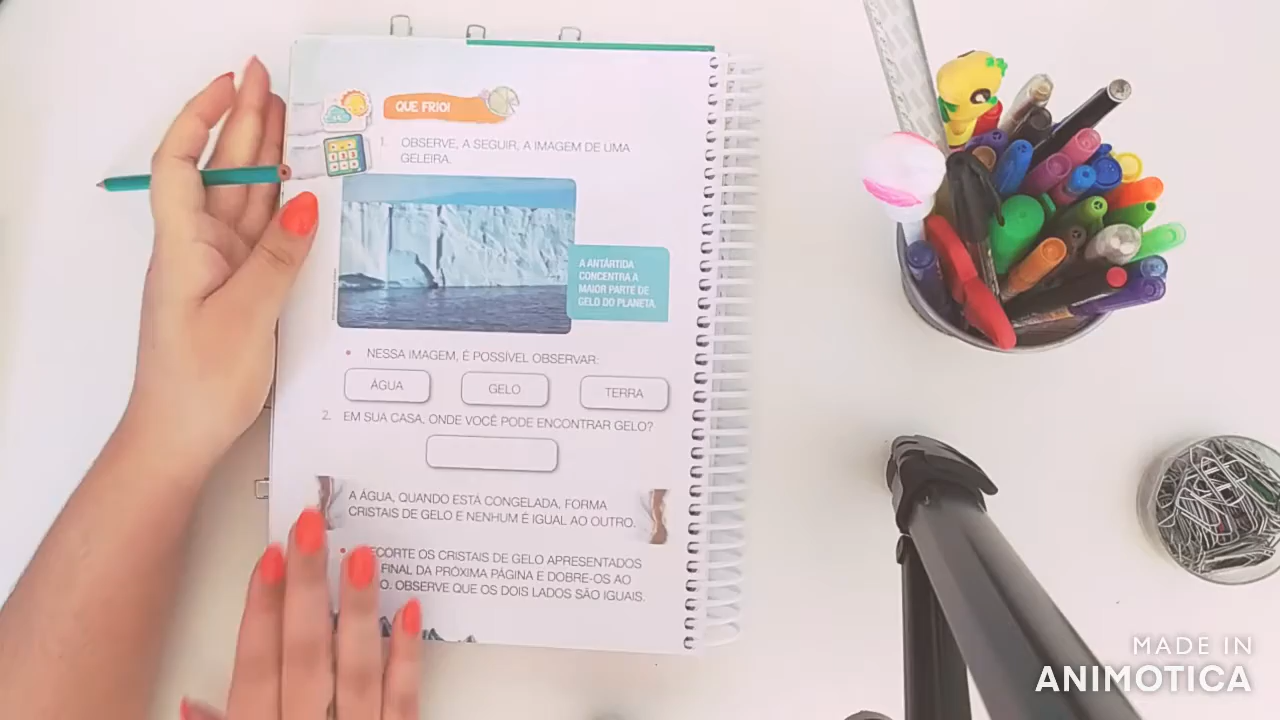 QUE FRIO!
1. OBSERVE, A SEGUIR, A IMAGEM DE UMA
GELEIRA.
A ANTÁRTIDA
CONCENTRA A
MAIOR PARTE DE
GELO DO PLANETA.
• NESSA IMAGEM, É POSSÍVEL OBSERVAR:
ÁGUA
GELO
TERRA
2. EM SUA CASA, ONDE VOCÊ PODE ENCONTRAR GELO?
A ÁGUA, QUANDO ESTÁ CONGELADA, FORMA
CRISTAIS DE GELO E NENHUM É IGUAL AO OUTRO.
• ECORTE OS CRISTAIS DE GELO APRESENTADOS
FINAL DA PRÓXIMA PÁGINA E DOBRE-OS AO
O. OBSERVE QUE OS DOIS LADOS SÃO IGUAIS.
MADE IN
ANIMOTICA